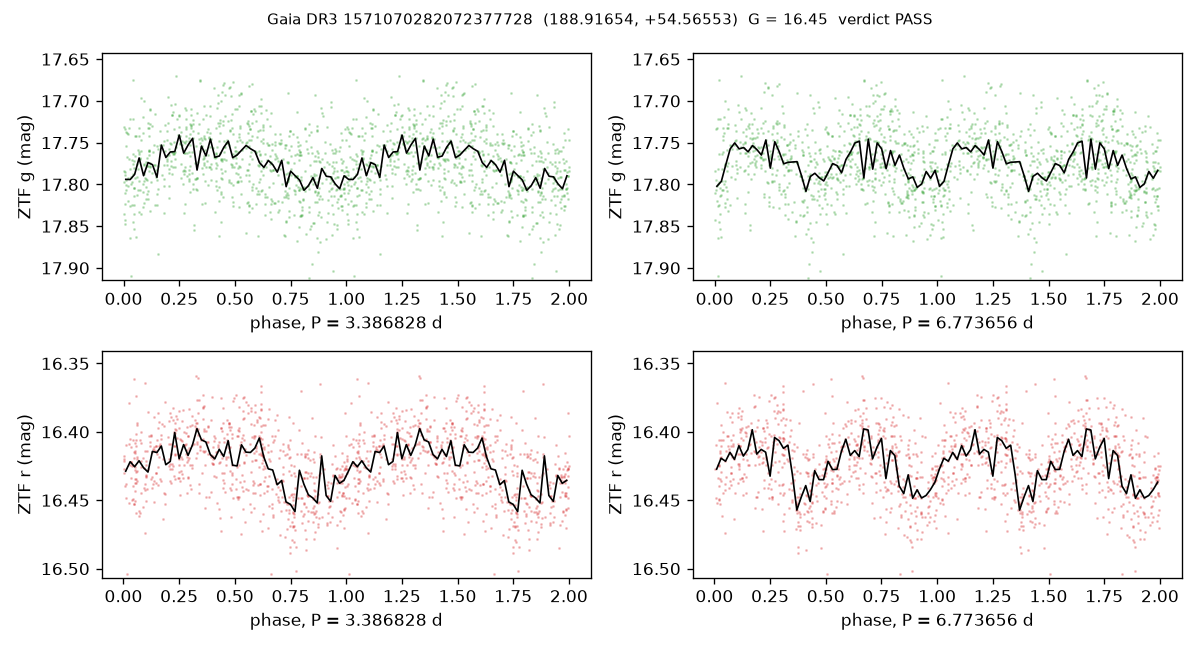 Gaia DR3 1571070282072377728  (188.91654, +54.56553)  G = 16.45  verdict PASS
17.65
17.70
17.75
17.80
17.85
17.90
ZTF g (mag)
0.00 0.25 0.50 0.75 1.00 1.25 1.50 1.75 2.00
phase, P = 3.386828 d
17.65
17.70
17.75
17.80
17.85
17.90
ZTF g (mag)
0.00 0.25 0.50 0.75 1.00 1.25 1.50 1.75 2.00
phase, P = 6.773656 d
16.35
16.40
16.45
16.50
ZTF r (mag)
0.00 0.25 0.50 0.75 1.00 1.25 1.50 1.75 2.00
phase, P = 3.386828 d
16.35
16.40
16.45
16.50
ZTF r (mag)
0.00 0.25 0.50 0.75 1.00 1.25 1.50 1.75 2.00
phase, P = 6.773656 d